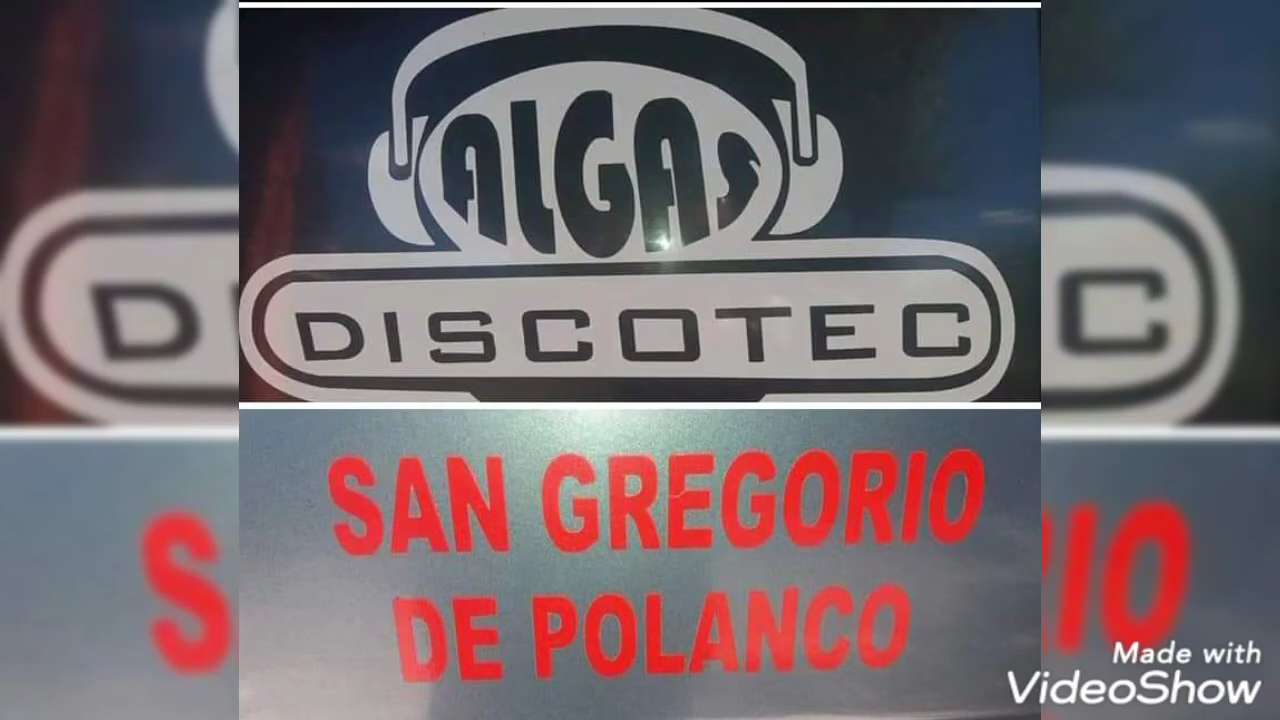 ALGAS
DISCOTEC
SAN GREGORIO
DE POLANCO
Made with
VideoShow